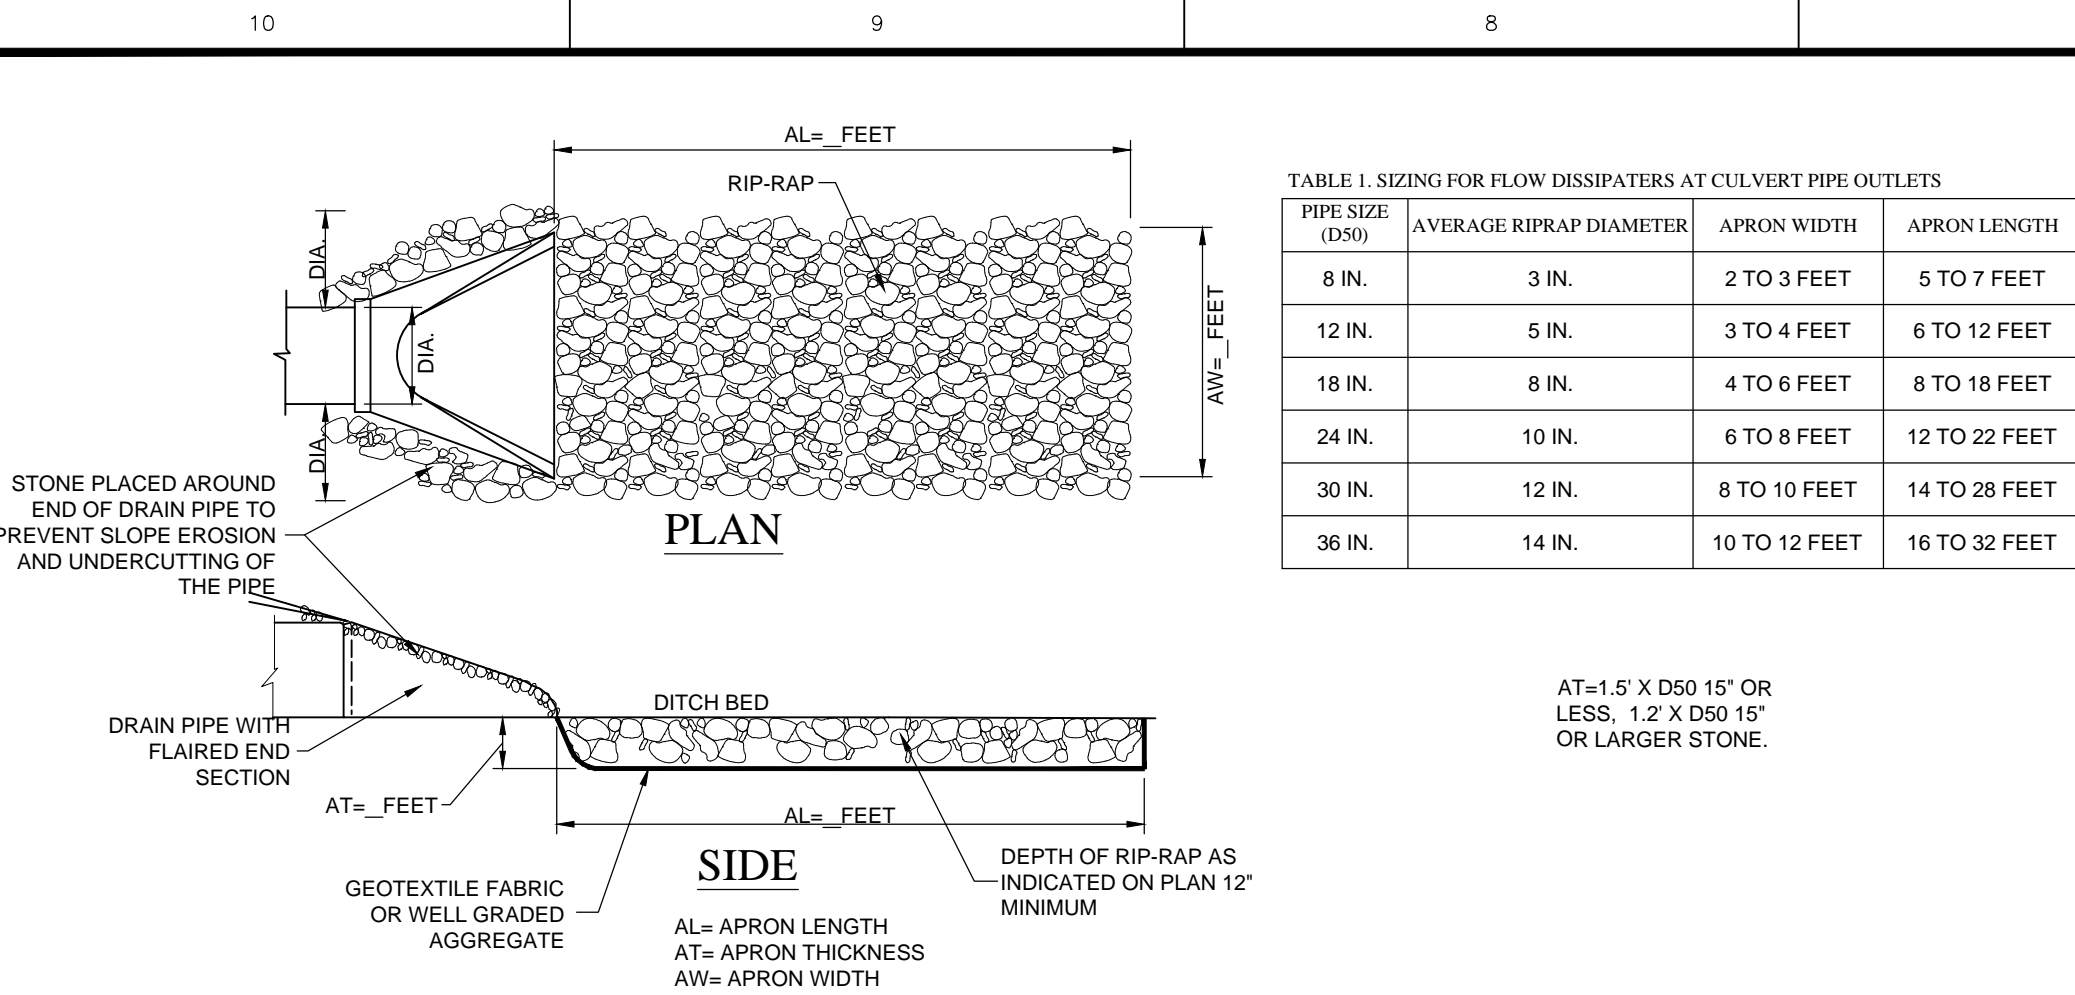 10
9
8
AL=_FEET
RIP-RAP
DIA.
DIA.
DIA.
AW=_FEET
STONE PLACED AROUND
END OF DRAIN PIPE TO
PREVENT SLOPE EROSION
AND UNDERCUTTING OF
THE PIPE
PLAN
TABLE 1. SIZING FOR FLOW DISSIPATERS AT CULVERT PIPE OUTLETS
PIPE SIZE (D50) AVERAGE RIPRAP DIAMETER APRON WIDTH APRON LENGTH
8 IN. 3 IN. 2 TO 3 FEET 5 TO 7 FEET
12 IN. 5 IN. 3 TO 4 FEET 6 TO 12 FEET
18 IN. 8 IN. 4 TO 6 FEET 8 TO 18 FEET
24 IN. 10 IN. 6 TO 8 FEET 12 TO 22 FEET
30 IN. 12 IN. 8 TO 10 FEET 14 TO 28 FEET
36 IN. 14 IN. 10 TO 12 FEET 16 TO 32 FEET
AT=1.5' X D50 15" OR
LESS, 1.2' X D50 15"
OR LARGER STONE.
DITCH BED
DRAIN PIPE WITH
FLAIRED END
SECTION
AT=_FEET
AL=_FEET
SIDE
GEOTEXTILE FABRIC
OR WELL GRADED
AGGREGATE
DEPTH OF RIP-RAP AS
INDICATED ON PLAN 12"
MINIMUM
AL= APRON LENGTH
AT= APRON THICKNESS
AW= APRON WIDTH